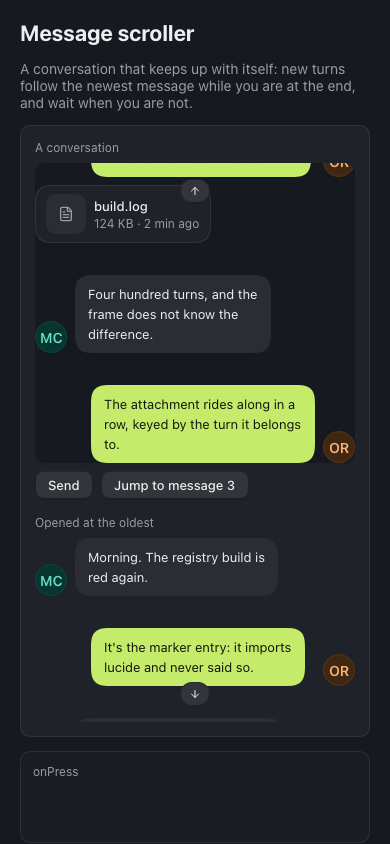 Message scroller
A conversation that keeps up with itself: new turns
follow the newest message while you are at the end,
and wait when you are not.
A conversation
OR
build.log
124 KB · 2 min ago
Four hundred turns, and the
frame does not know the
difference.
MC
The attachment rides along in a
row, keyed by the turn it belongs
to.
OR
Send
Jump to message 3
Opened at the oldest
Morning. The registry build is
red again.
MC
It's the marker entry: it imports
lucide and never said so.
OR
onPress